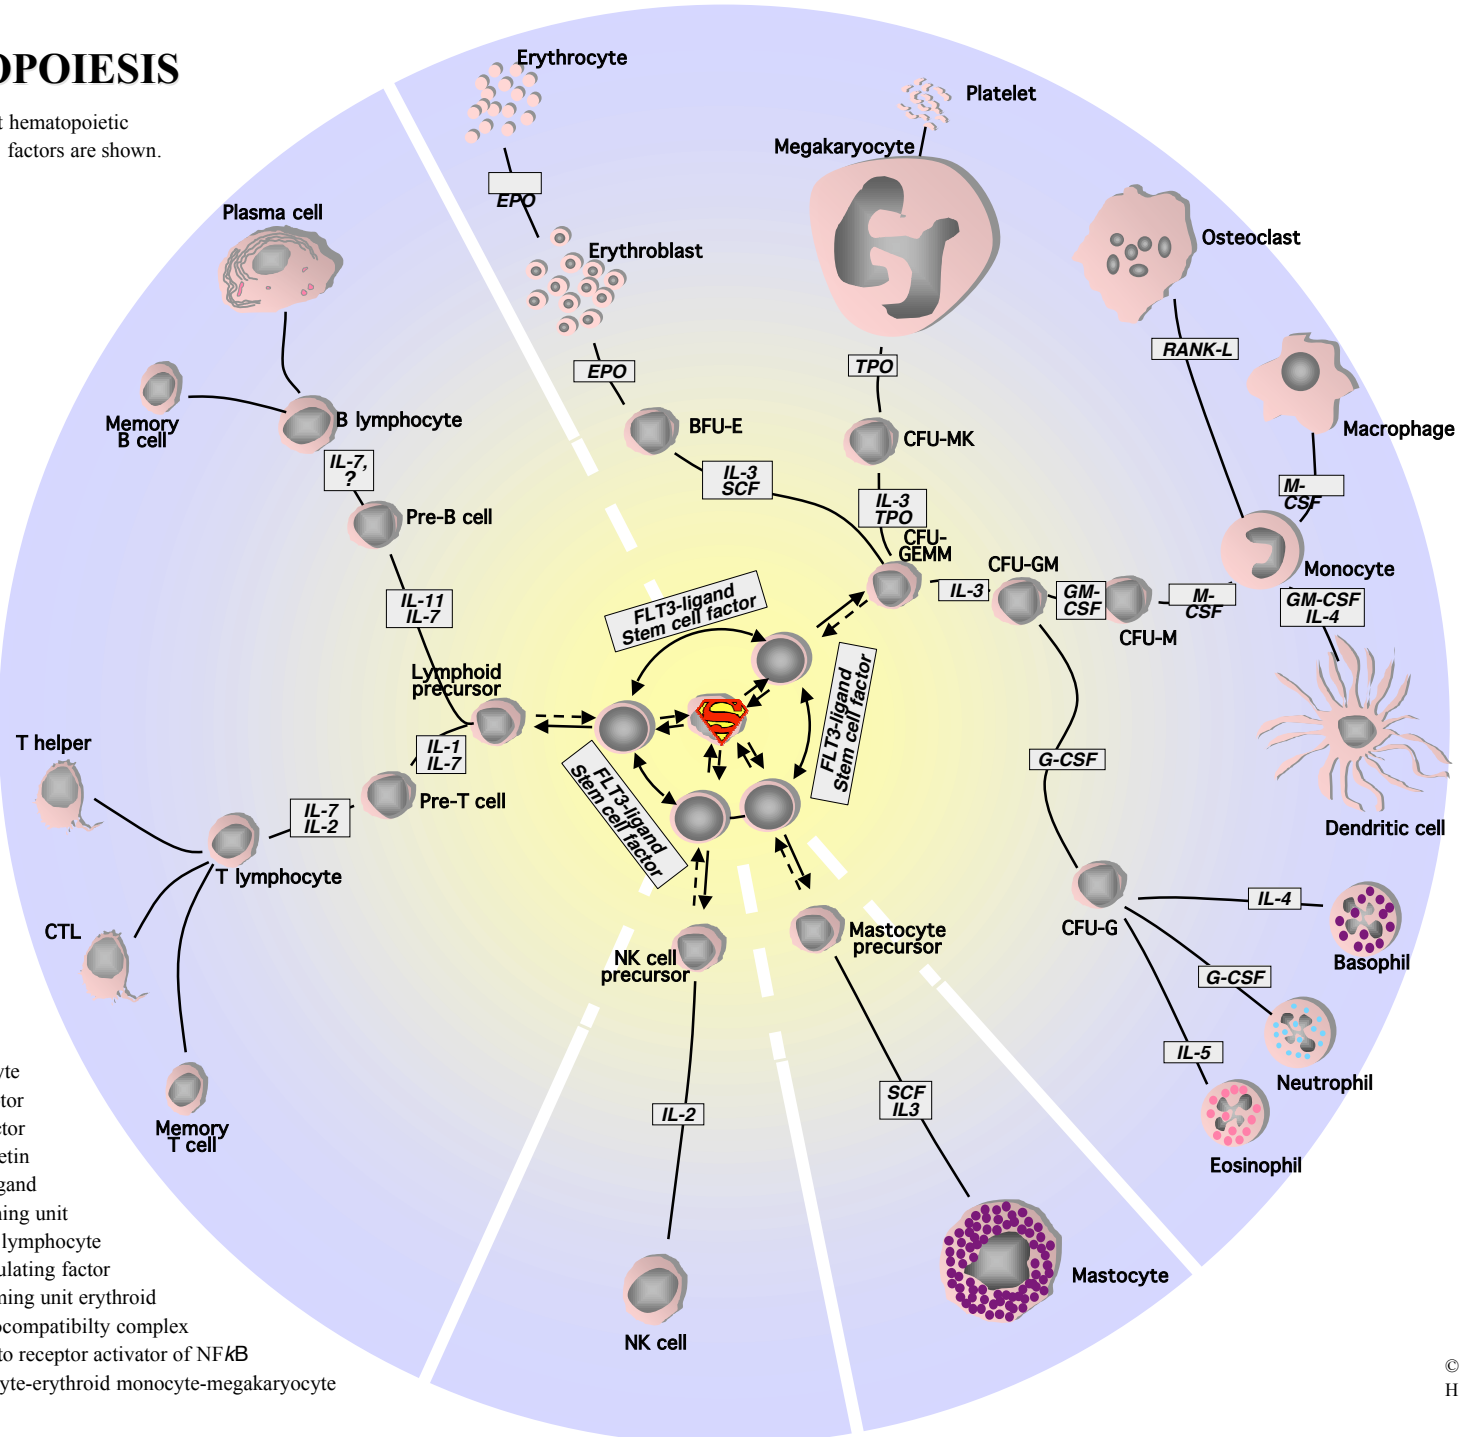 OPOIESIS
t hematopoietic
factors are shown.
Erythrocyte
Platelet
Megakaryocyte
EPO
Plasma cell
Erythroblast
Osteoclast
RANK-L
EPO
TPO
Memory
B cell
B lymphocyte
BFU-E
CFU-MK
Macrophage
IL-7,
?
IL-3
SCF
IL-3
TPO
M-
CSF
Pre-B cell
CFU-
GEMM
CFU-GM
Monocyte
IL-11
IL-7
FLT3-ligand
Stem cell factor
IL-3
GM-
CSF
M-
CSF
GM-CSF
IL-4
CFU-M
Lymphoid
precursor
FLT3-ligand
Stem cell factor
S
T helper
IL-1
IL-7
G-CSF
FLT3-ligand
Stem cell factor
Pre-T cell
IL-7
IL-2
Dendritic cell
T lymphocyte
IL-4
CTL
CFU-G
Mastocyte
precursor
NK cell
precursor
Basophil
G-CSF
IL-5
Neutrophil
Memory
T cell
IL-2
SCF
IL3
Eosinophil
Mastocyte
NK cell
yte
tor
ctor
etin
gand
ning unit
lymphocyte
ulating factor
ming unit erythroid
ocompatibilty complex
to receptor activator of NFkB
yte-erythroid monocyte-megakaryocyte
©
H